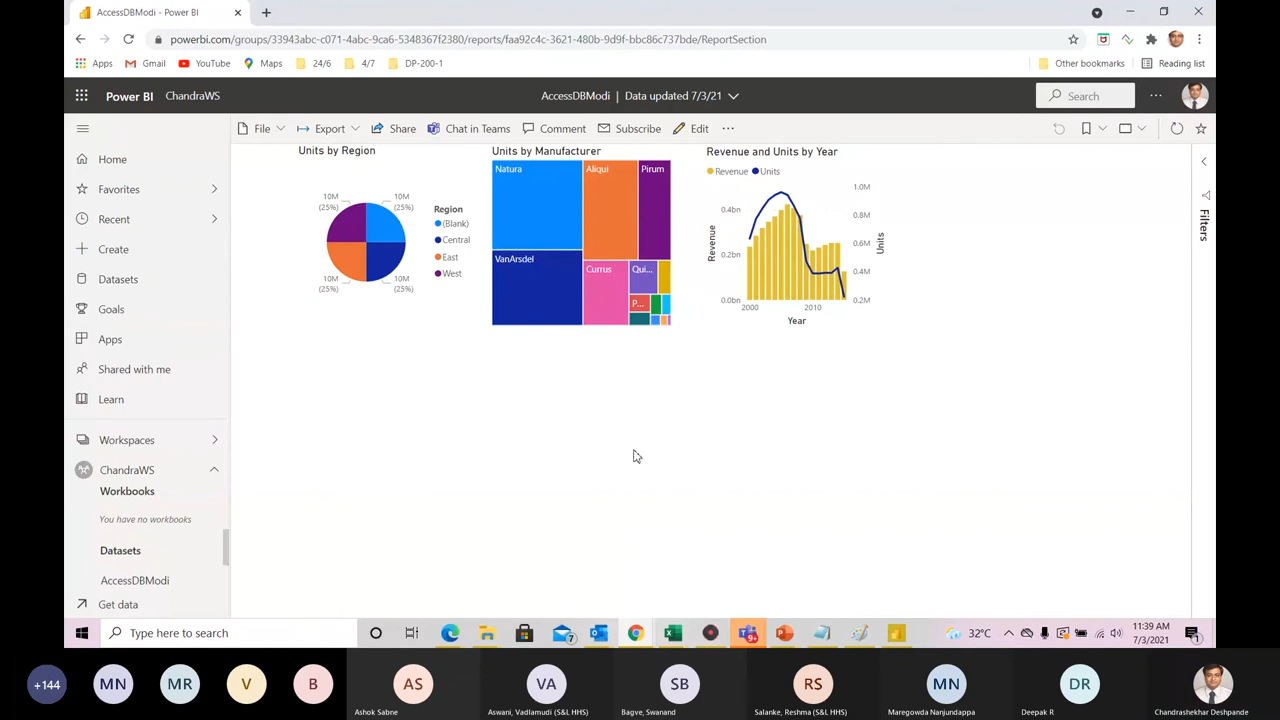 AccessDBModi - Power BI
powerbi.com/groups/33943abc-c071-4abc-9ca6-5348367f2380/reports/faa92c4c-3621-480b-9d9f-bbc86c737bde/ReportSection
Apps Gmail YouTube Maps 24/6 4/7 DP-200-1 Other bookmarks Reading list
Power BI ChandraWS AccessDBModi | Data updated 7/3/21 Search
File Export Share Chat in Teams Comment Subscribe Edit
Home
Favorites
Recent
Create
Datasets
Goals
Apps
Shared with me
Learn
Workspaces
ChandraWS
Workbooks
You have no workbooks
Datasets
AccessDBModi
Get data
Units by Region
10M
(25%)
10M
(25%)
10M
(25%)
10M
(25%)
Region
(Blank)
Central
East
West
Units by Manufacturer
Natura
Aliqui
Pirum
VanArsdel
Currus
Qui...
P...
Revenue and Units by Year
Revenue Units
0.4bn
0.2bn
0.0bn
Revenue
1.0M
0.8M
0.6M
0.4M
0.2M
Units
2000 2010
Year
Filters
Type here to search
7
9+
32°C
11:39 AM
7/3/2021
1
+144 MN MR V B AS VA SB RS MN DR
Ashok Sabne
Aswani, Vadlamudi (S&L HHS)
Bagve, Swanand
Salanke, Reshma (S&L HHS)
Maregowda Nanjundappa
Deepak R
Chandrashekhar Deshpande